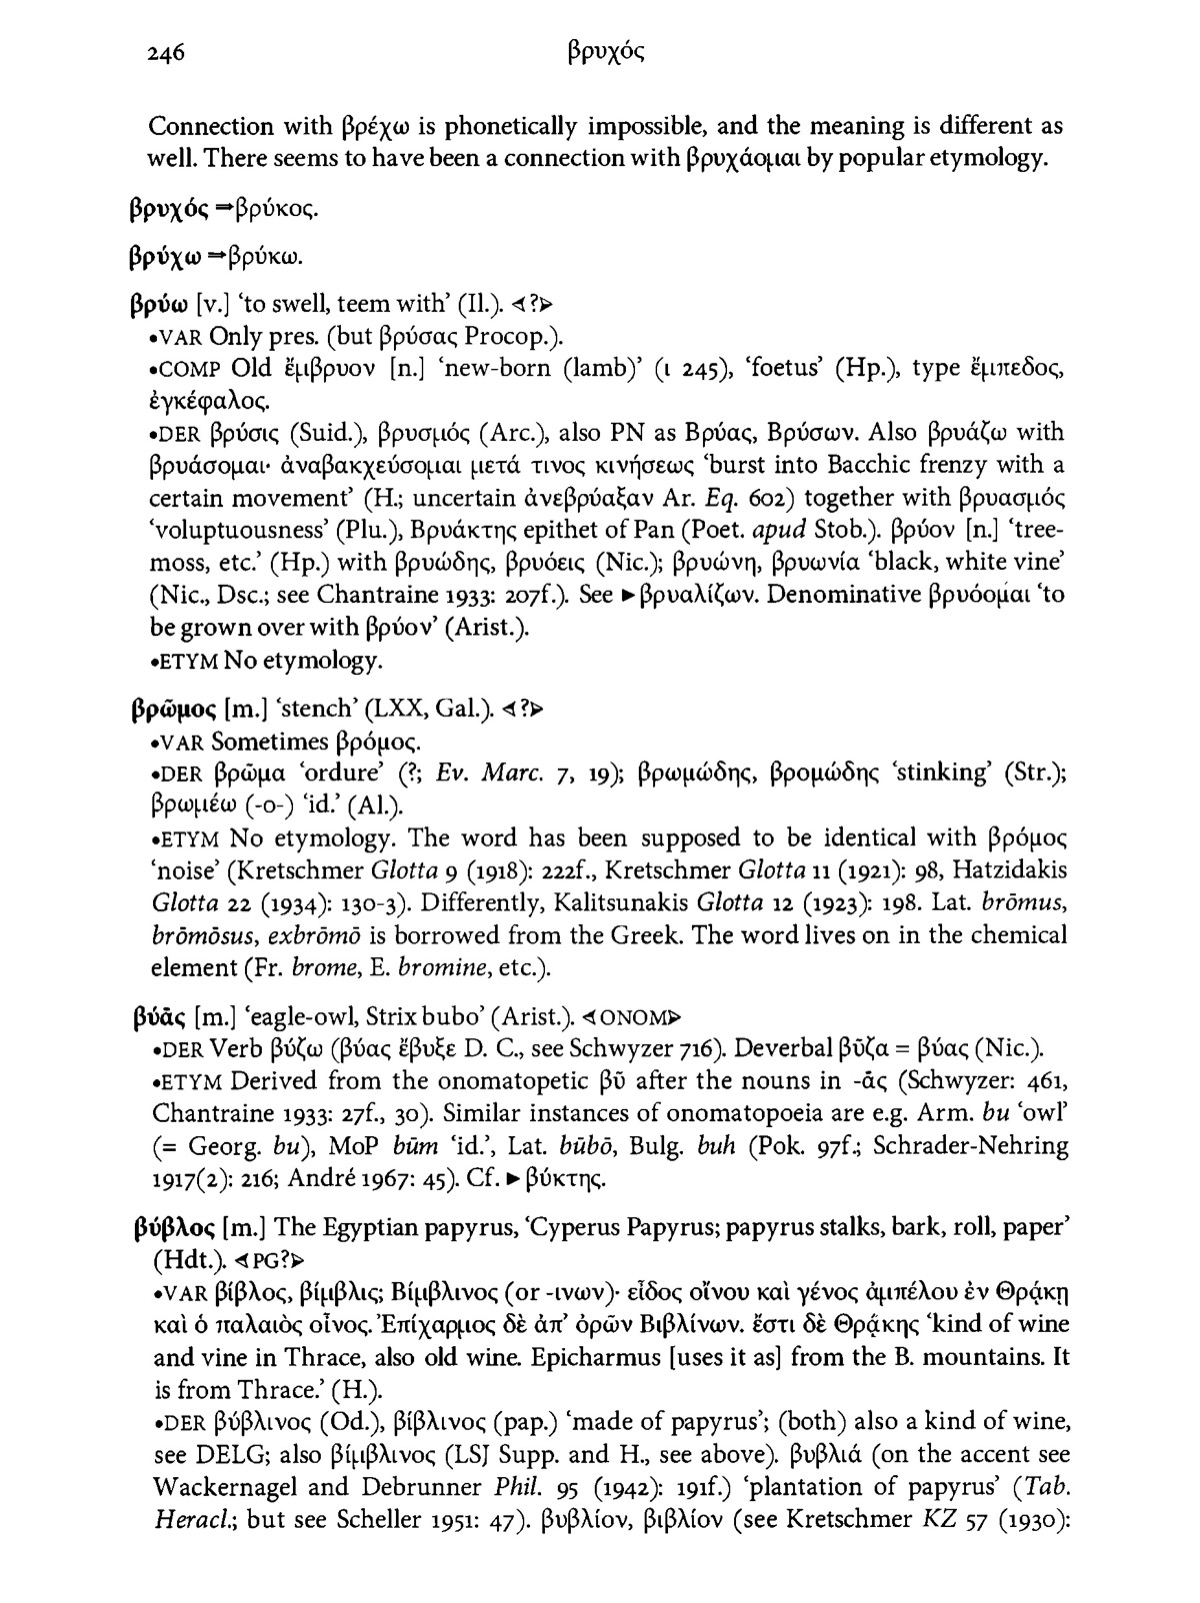 246 βρυχός
Connection with βρέχω is phonetically impossible, and the meaning is different as
well. There seems to have been a connection with βρυχάομαι by popular etymology.
βρυχός ⇒βρύκος.
βρύχω ⇒βρύκω.
βρύω [v.] ‘to swell, teem with’ (Il.). ⊲?⊳
•VAR Only pres. (but βρύσας Procop.).
•COMP Old ἔμβρυον [n.] ‘new-born (lamb)’ (ι 245), ‘foetus’ (Hp.), type ἔμπεδος,
ἐγκέφαλος.
•DER βρύσις (Suid.), βρυσμός (Arc.), also PN as Βρύας, Βρύσων. Also βρυάζω with
βρυάσομαι· ἀναβακχεύσομαι μετά τινος κινήσεως ‘burst into Bacchic frenzy with a
certain movement’ (H.; uncertain ἀνεβρύαξαν Ar. Eq. 602) together with βρυασμός
‘voluptuousness’ (Plu.), Βρυάκτης epithet of Pan (Poet. apud Stob.). βρύον [n.] ‘tree-
moss, etc.’ (Hp.) with βρυώδης, βρυόεις (Nic.); βρυώνη, βρυωνία ‘black, white vine’
(Nic., Dsc.; see Chantraine 1933: 207f.). See ►βρυαλίζων. Denominative βρυόομαι ‘to
be grown over with βρύον’ (Arist.).
•ETYM No etymology.
βρῶμος [m.] ‘stench’ (LXX, Gal.). ⊲?⊳
•VAR Sometimes βρόμος.
•DER βρῶμα ‘ordure’ (?; Ev. Marc. 7, 19); βρωμώδης, βρομώδης ‘stinking’ (Str.);
βρωμέω (-ο-) ‘id.’ (Al.).
•ETYM No etymology. The word has been supposed to be identical with βρόμος
‘noise’ (Kretschmer Glotta 9 (1918): 222f., Kretschmer Glotta 11 (1921): 98, Hatzidakis
Glotta 22 (1934): 130-3). Differently, Kalitsunakis Glotta 12 (1923): 198. Lat. brōmus,
brōmōsus, exbrōmō is borrowed from the Greek. The word lives on in the chemical
element (Fr. brome, E. bromine, etc.).
βύᾱς [m.] ‘eagle-owl, Strix bubo’ (Arist.). ⊲ONOM⊳
•DER Verb βύζω (βύας ἔβυξε D. C., see Schwyzer 716). Deverbal βῦζα = βύας (Nic.).
•ETYM Derived from the onomatopetic βῦ after the nouns in -ᾱς (Schwyzer: 461,
Chantraine 1933: 27f., 30). Similar instances of onomatopoeia are e.g. Arm. bu ‘owl’
(= Georg. bu), MoP būm ‘id.’, Lat. būbō, Bulg. buh (Pok. 97f.; Schrader-Nehring
1917(2): 216; André 1967: 45). Cf. ►βύκτης.
βύβλος [m.] The Egyptian papyrus, ‘Cyperus Papyrus; papyrus stalks, bark, roll, paper’
(Hdt.). ⊲PG?⊳
•VAR βίβλος, βίμβλις; Βίμβλινος (or -ινων)· εἶδος οἴνου καὶ γένος ἀμπέλου ἐν Θρᾴκῃ
καὶ ὁ παλαιὸς οἶνος. Ἐπίχαρμος δὲ ἀπ’ ὀρῶν Βιβλίνων. ἔστι δὲ Θρᾴκης ‘kind of wine
and vine in Thrace, also old wine. Epicharmus [uses it as] from the B. mountains. It
is from Thrace.’ (H.).
•DER βύβλινος (Od.), βίβλινος (pap.) ‘made of papyrus’; (both) also a kind of wine,
see DELG; also βίμβλινος (LSJ Supp. and H., see above). βυβλιά (on the accent see
Wackernagel and Debrunner Phil. 95 (1942): 191f.) ‘plantation of papyrus’ (Tab.
Heracl.; but see Scheller 1951: 47). βυβλίον, βιβλίον (see Kretschmer KZ 57 (1930):